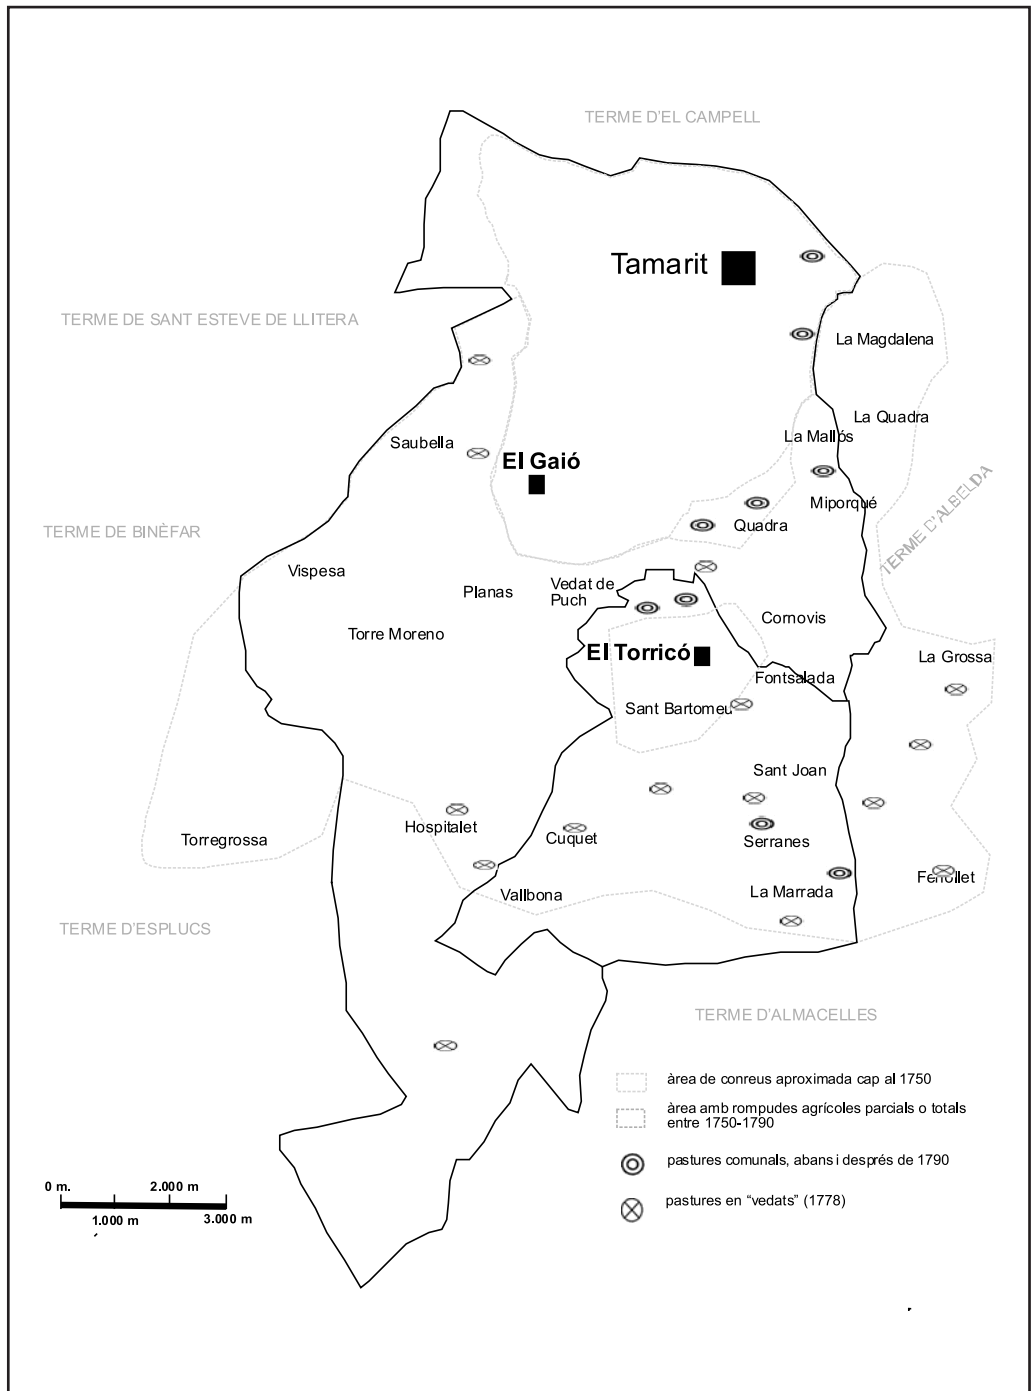 TERME D'EL CAMPELL
Tamarit
TERME DE SANT ESTEVE DE LLITERA
La Magdalena
La Quadra
La Mallós
Saubella
El Gaió
TERME D'ALBELDA
Miporqué
Quadra
TERME DE BINÈFAR
Vispesa
Planas
Vedat de
Puch
Comovis
Torre Moreno
El Torricó
La Grossa
Fontsalada
Sant Bartomeu
Sant Joan
Hospitalet
Torregrossa
Cuquet
Serranes
Fenollet
La Marrada
Vallbona
TERME D'ESPLUCS
TERME D'ALMACELLES
àrea de conreus aproximada cap al 1750
àrea amb rompudes agrícoles parcials o totals
entre 1750-1790
pastures comunals, abans i després de 1790
pastures en "vedats" (1778)
0 m. 2.000 m
1.000 m 3.000 m